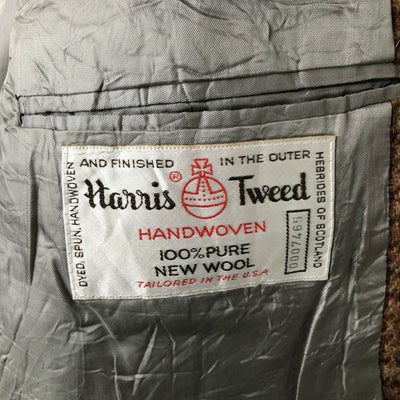 DYED, SPUN, HANDWOVEN
AND FINISHED IN THE OUTER
HEBRIDES OF SCOTLAND
Harris ® Tweed
HANDWOVEN
100% PURE
NEW WOOL
TAILORED IN THE U.S.A
0007465